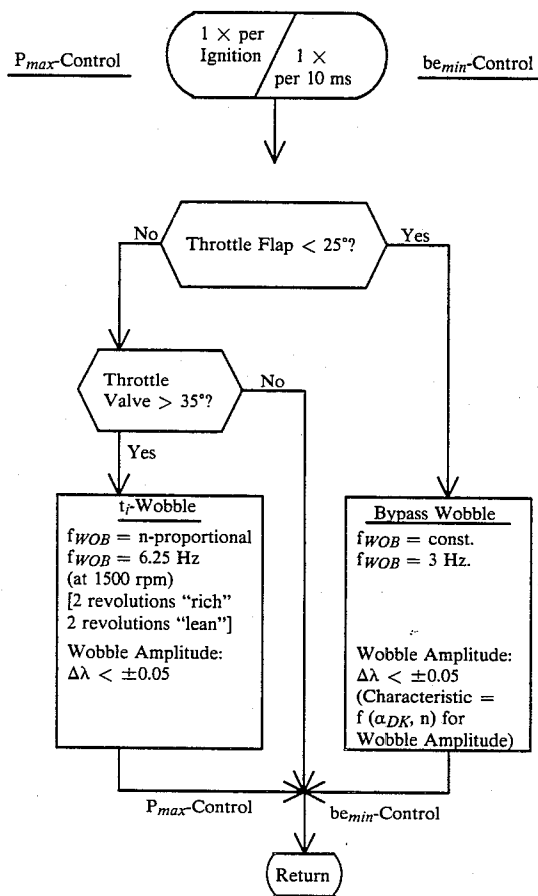 P_max-Control
1 × per
Ignition
1 ×
per 10 ms
be_min-Control
Throttle Flap < 25°?
No
Yes
Throttle
Valve > 35°?
No
Yes
t_i-Wobble
f_WOB = n-proportional
f_WOB = 6.25 Hz
(at 1500 rpm)
[2 revolutions “rich”
2 revolutions “lean”]
Wobble Amplitude:
Δλ < ±0.05
Bypass Wobble
f_WOB = const.
f_WOB = 3 Hz.
Wobble Amplitude:
Δλ < ±0.05
(Characteristic =
f (α_DK, n) for
Wobble Amplitude)
P_max-Control
be_min-Control
Return